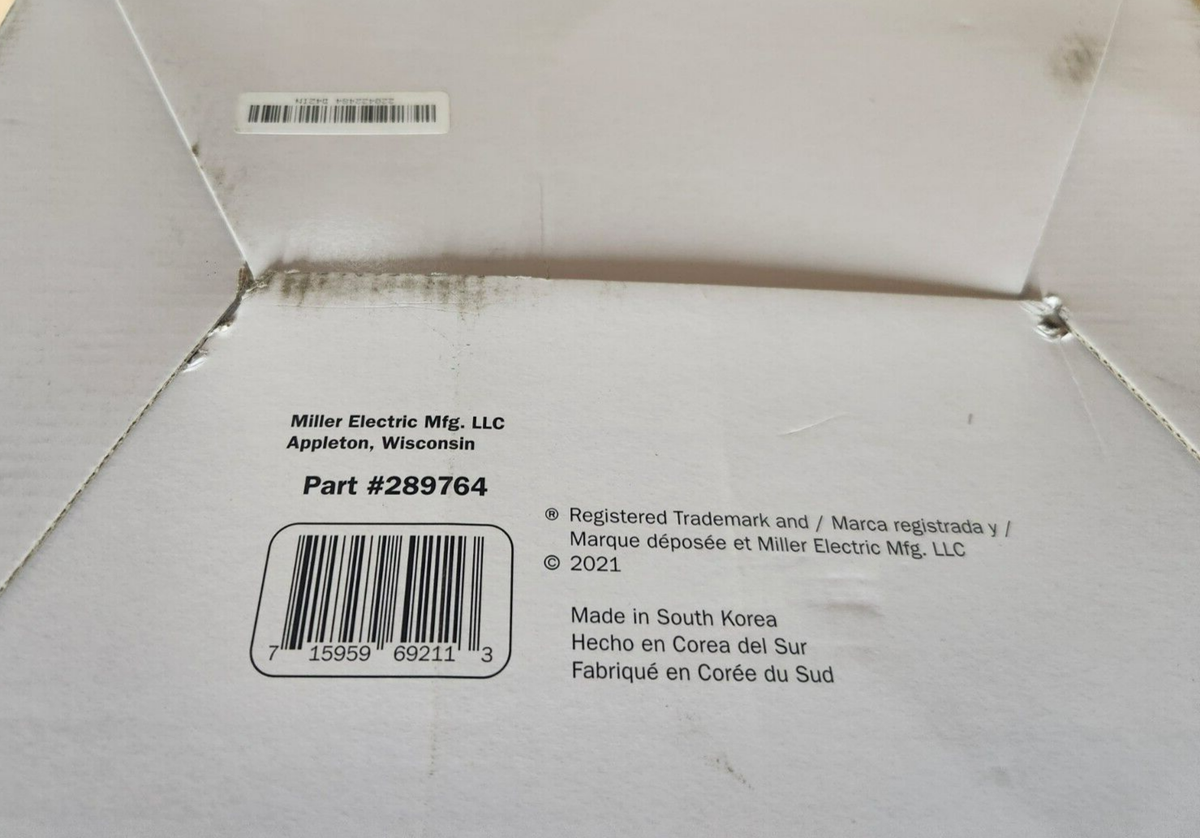 Miller Electric Mfg. LLC
Appleton, Wisconsin
Part #289764
7 15959 69211 3
® Registered Trademark and / Marca registrada y /
Marque déposée et Miller Electric Mfg. LLC
© 2021
Made in South Korea
Hecho en Corea del Sur
Fabriqué en Corée du Sud